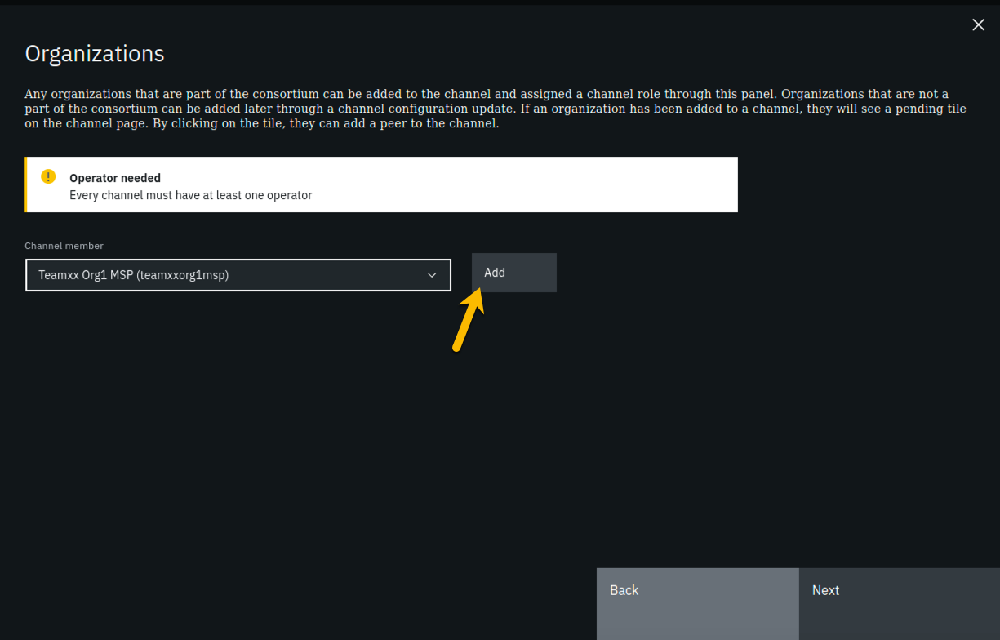 Organizations
Any organizations that are part of the consortium can be added to the channel and assigned a channel role through this panel. Organizations that are not a
part of the consortium can be added later through a channel configuration update. If an organization has been added to a channel, they will see a pending tile
on the channel page. By clicking on the tile, they can add a peer to the channel.
Operator needed
Every channel must have at least one operator
Channel member
Teamxx Org1 MSP (teamxxorg1msp)
Add
Back
Next